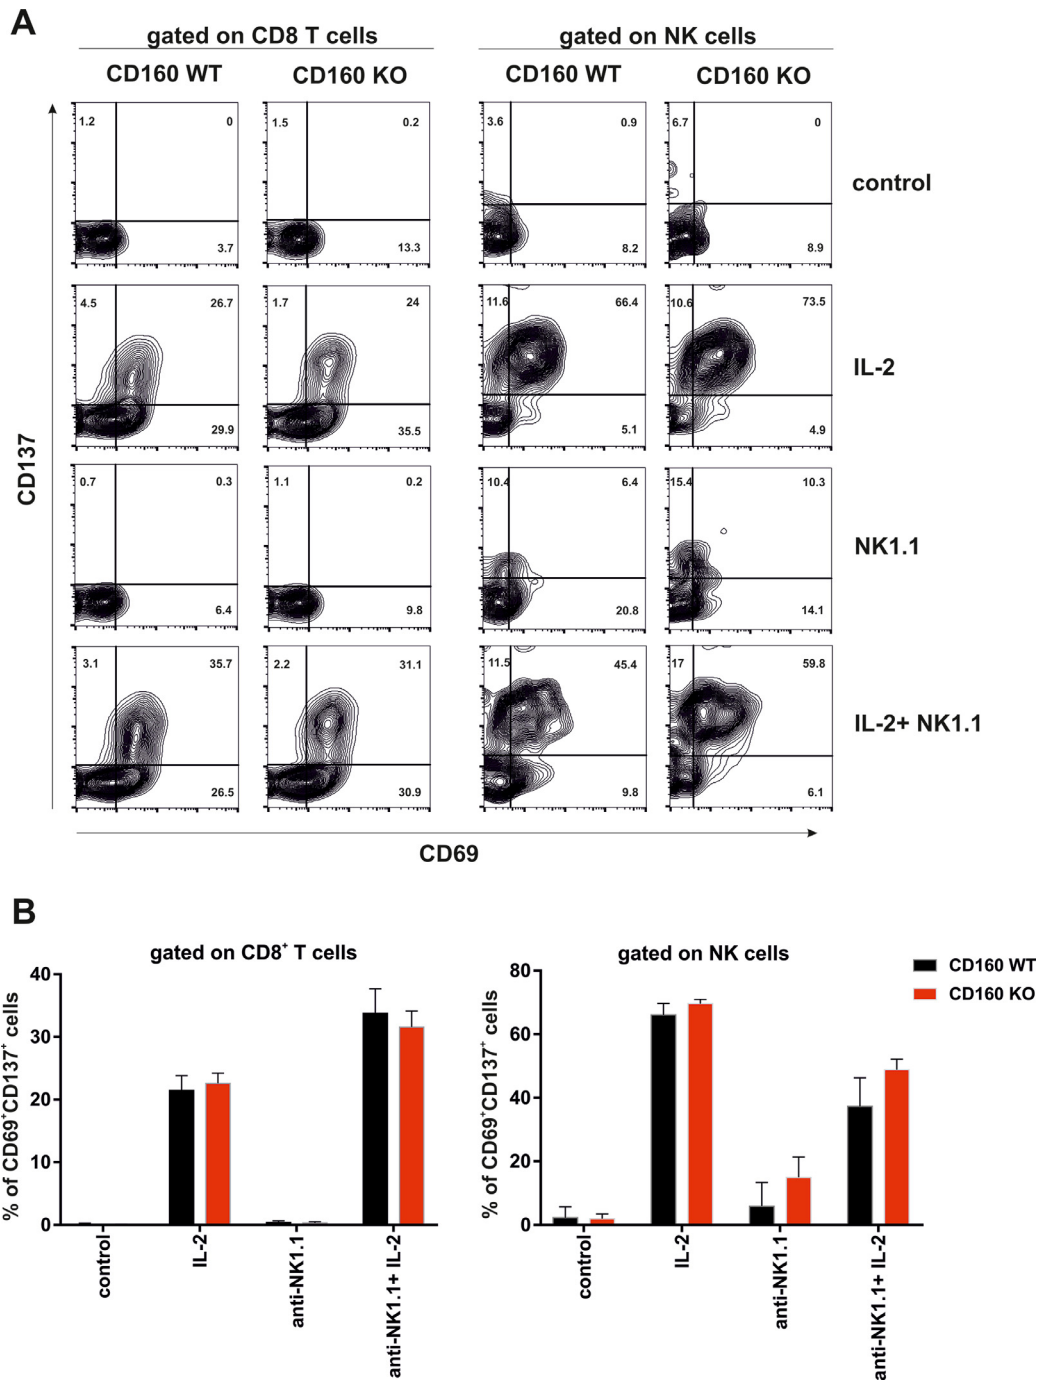 A
gated on CD8 T cells
gated on NK cells
CD160 WT
CD160 KO
CD160 WT
CD160 KO
1.2 0
3.7
1.5 0.2
13.3
3.6 0.9
8.2
6.7 0
8.9
control
4.5 26.7
29.9
1.7 24
35.5
11.6 66.4
5.1
10.6 73.5
4.9
IL-2
0.7 0.3
6.4
1.1 0.2
9.8
10.4 6.4
20.8
15.4 10.3
14.1
NK1.1
3.1 35.7
26.5
2.2 31.1
30.9
11.5 45.4
9.8
17 59.8
6.1
IL-2+ NK1.1
CD137
CD69
B
gated on CD8⁺ T cells
% of CD69⁺CD137⁺ cells
40
30
20
10
0
control
IL-2
anti-NK1.1
anti-NK1.1+ IL-2
gated on NK cells
% of CD69⁺CD137⁺ cells
80
60
40
20
0
control
IL-2
anti-NK1.1
anti-NK1.1+ IL-2
CD160 WT
CD160 KO